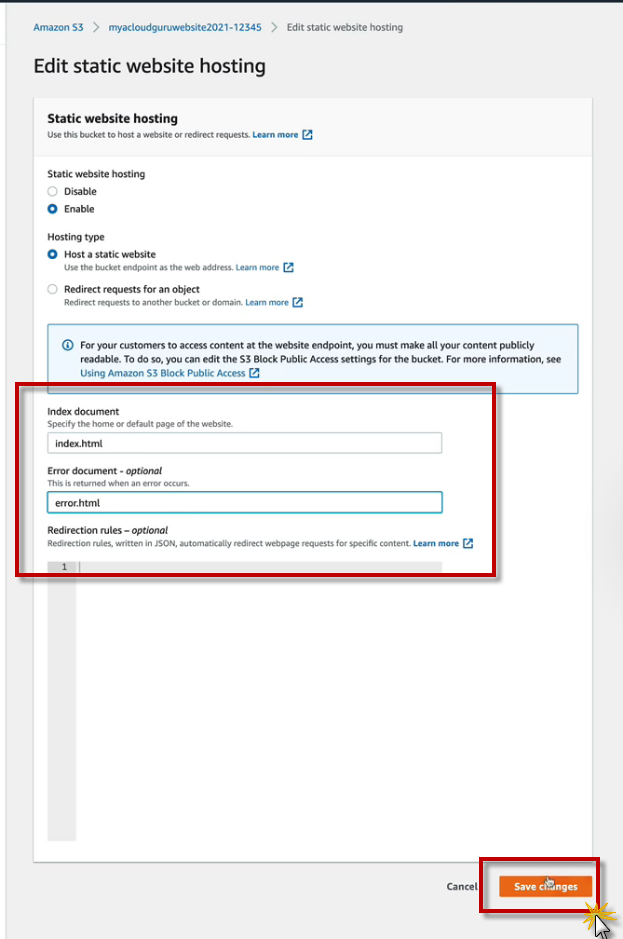 Amazon S3 > myacloudguruwebsite2021-12345 > Edit static website hosting
Edit static website hosting
Static website hosting
Use this bucket to host a website or redirect requests. Learn more
Static website hosting
Disable
Enable
Hosting type
Host a static website
Use the bucket endpoint as the web address. Learn more
Redirect requests for an object
Redirect requests to another bucket or domain. Learn more
For your customers to access content at the website endpoint, you must make all your content publicly
readable. To do so, you can edit the S3 Block Public Access settings for the bucket. For more information, see
Using Amazon S3 Block Public Access
Index document
Specify the home or default page of the website.
index.html
Error document - optional
This is returned when an error occurs.
error.html
Redirection rules – optional
Redirection rules, written in JSON, automatically redirect webpage requests for specific content. Learn more
1
Cancel Save changes